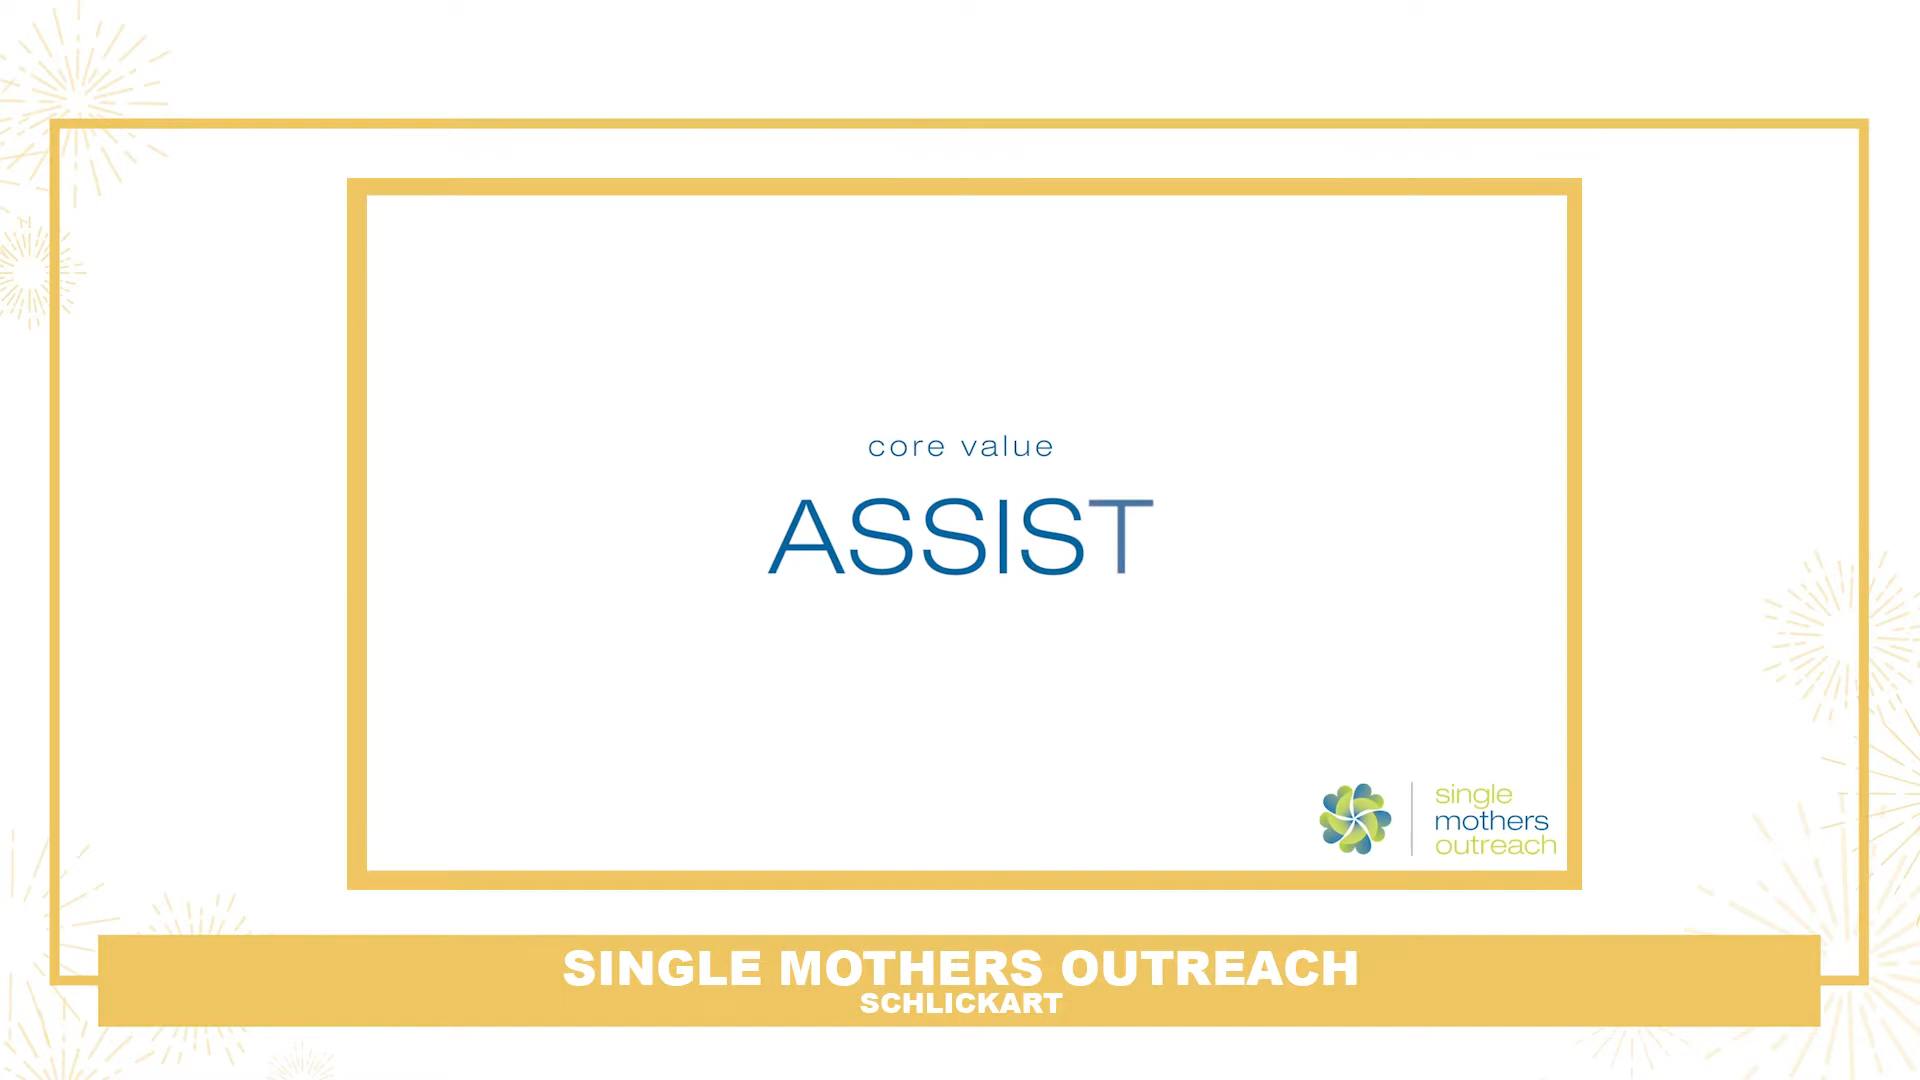 core value
ASSIST
single
mothers
outreach
SINGLE MOTHERS OUTREACH
SCHLICKART